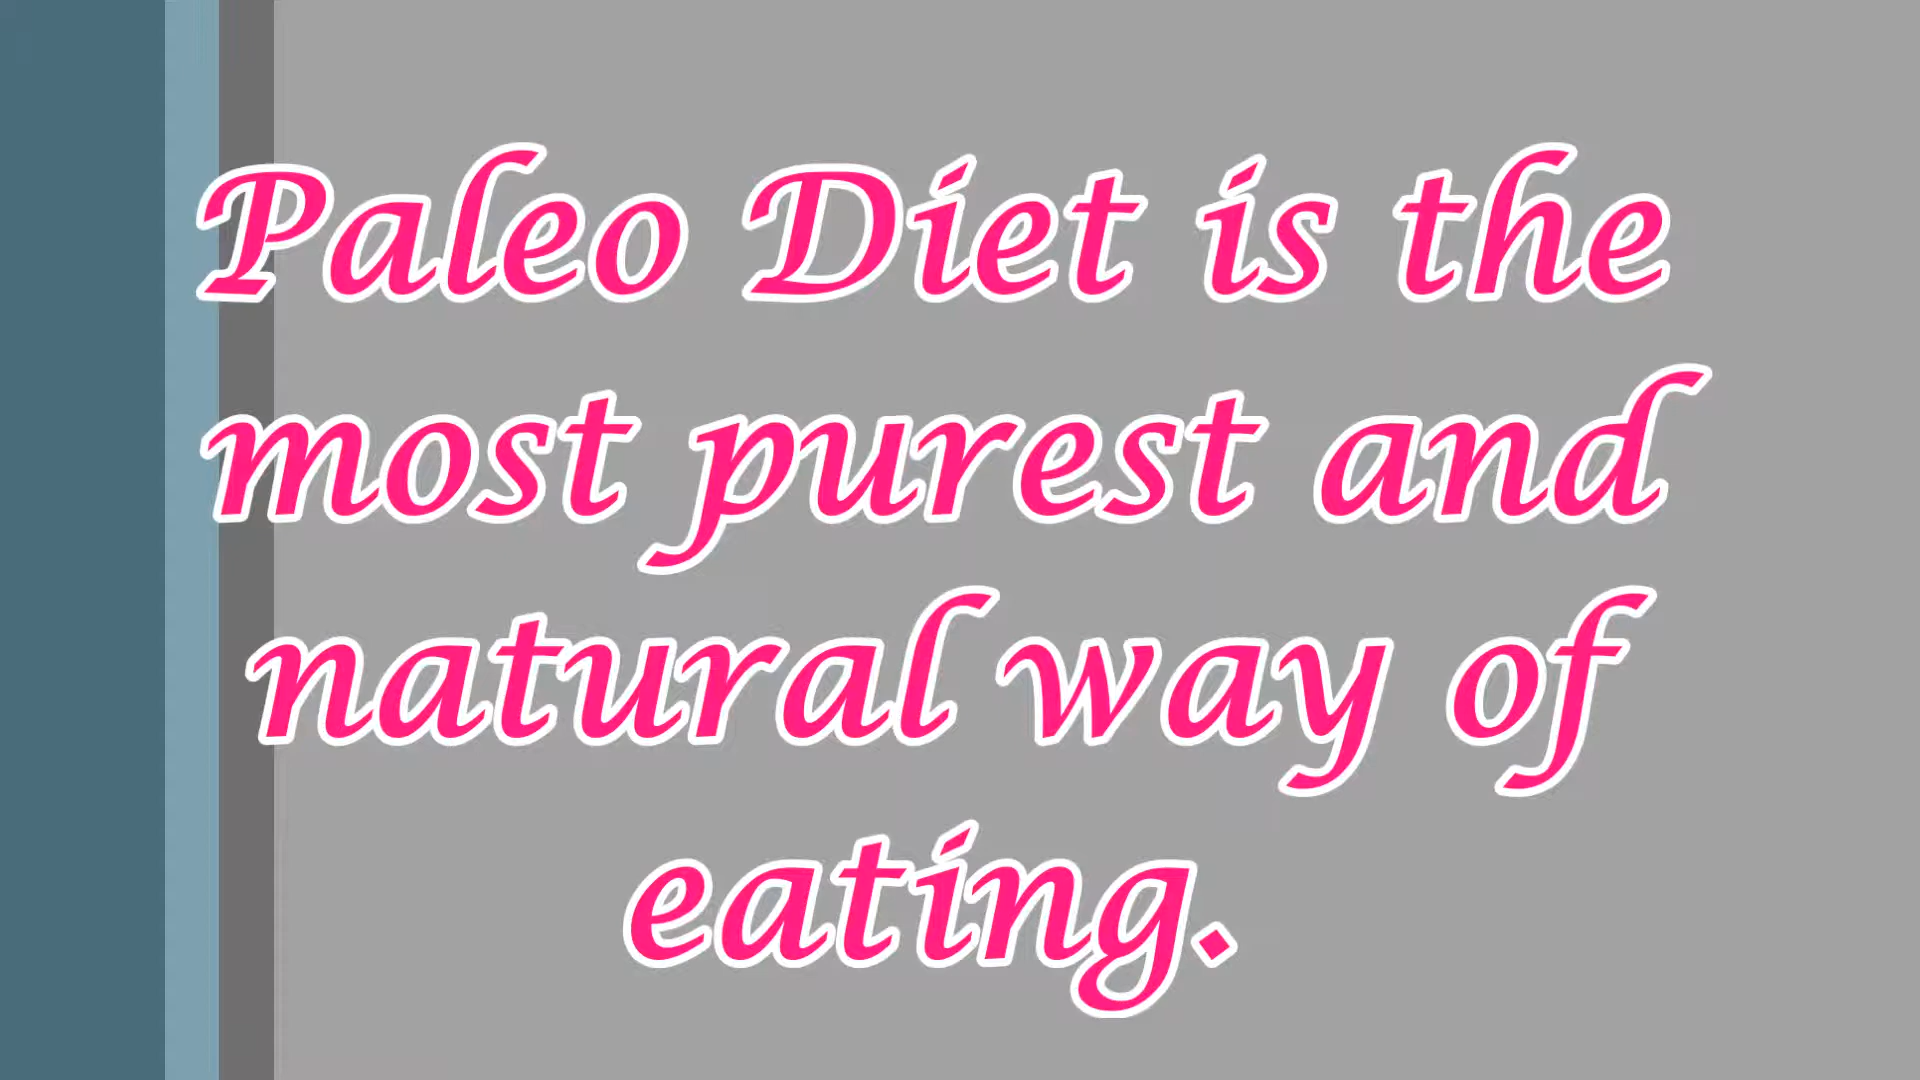 Paleo Diet is the
most purest and
natural way of
eating.